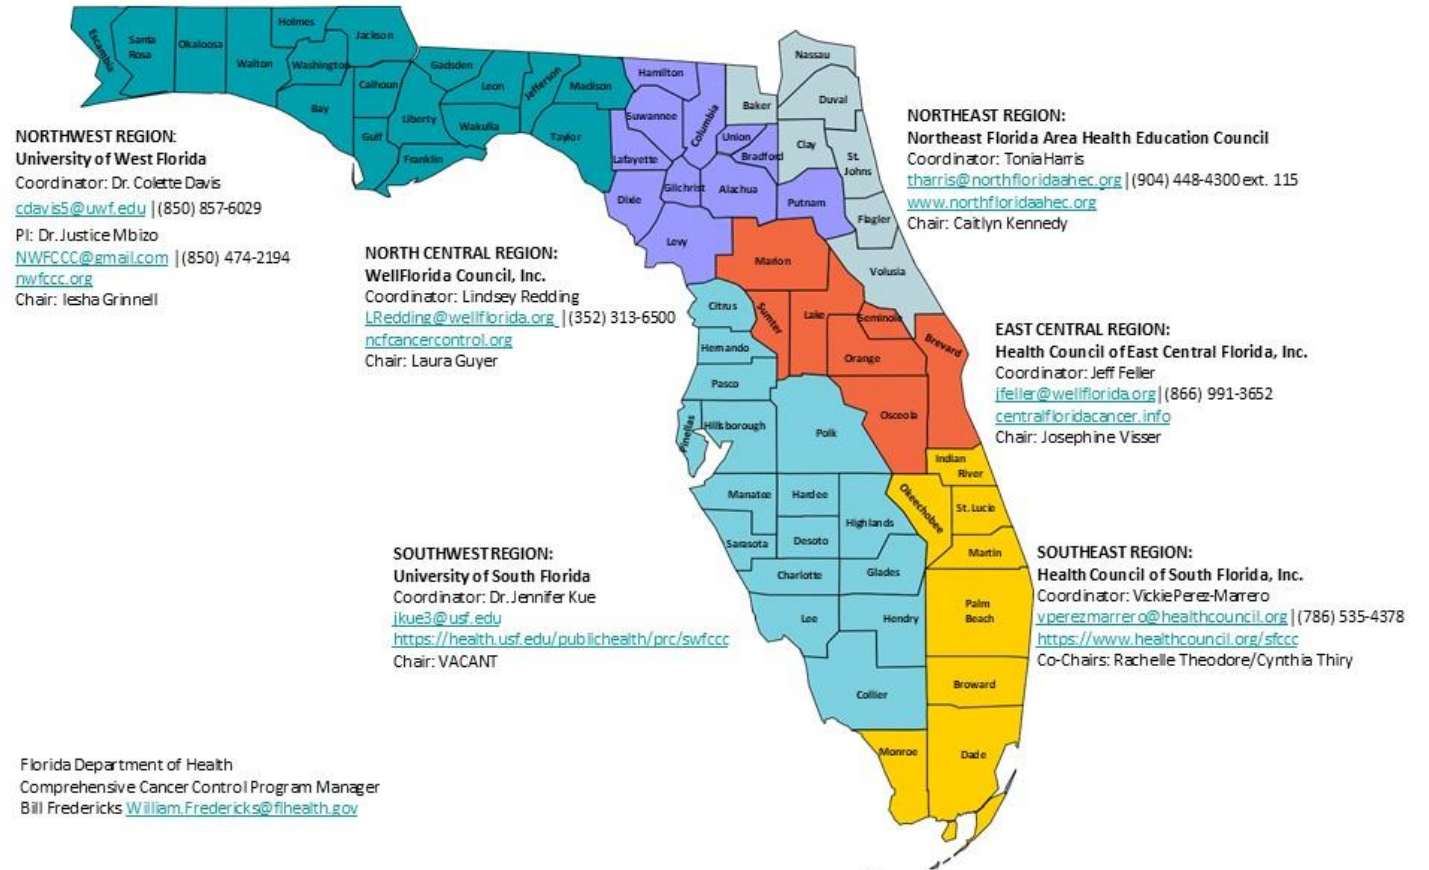 NORTHWEST REGION:
University of West Florida
Coordinator: Dr. Colette Davis
cdavis5@uwf.edu |(850) 857-6029
PI: Dr. Justice Mbizo
NWFCCC@gmail.com |(850) 474-2194
nwfccc.org
Chair: Iesha Grinnell
NORTH CENTRAL REGION:
WellFlorida Council, Inc.
Coordinator: Lindsey Redding
LRedding@wellflorida.org |(352) 313-6500
ncfcancercontrol.org
Chair: Laura Guyer
NORTHEAST REGION:
Northeast Florida Area Health Education Council
Coordinator: Tonia Harris
tharris@northfloridaahec.org |(904) 448-4300 ext. 115
www.northfloridaahec.org
Chair: Caitlyn Kennedy
EAST CENTRAL REGION:
Health Council of East Central Florida, Inc.
Coordinator: Jeff Feller
jfeller@wellflorida.org|(866) 991-3652
centralfloridacancer.info
Chair: Josephine Visser
SOUTHWEST REGION:
University of South Florida
Coordinator: Dr. Jennifer Kue
jkue3@usf.edu
https://health.usf.edu/publichealth/prc/swfccc
Chair: VACANT
SOUTHEAST REGION:
Health Council of South Florida, Inc.
Coordinator: Vickie Perez-Marrero
vperezmarrero@healthcouncil.org|(786) 535-4378
https://www.healthcouncil.org/sfccc
Co-Chairs: Rachelle Theodore/Cynthia Thiry
Florida Department of Health
Comprehensive Cancer Control Program Manager
Bill Fredericks William.Fredericks@flhealth.gov
Escambia
Santa
Rosa
Okaloosa
Walton
Holmes
Washington
Jackson
Bay
Calhoun
Gulf
Liberty
Franklin
Gadsden
Leon
Wakulla
Jefferson
Madison
Taylor
Hamilton
Suwannee
Columbia
Lafayette
Dixie
Gilchrist
Union
Bradford
Alachua
Levy
Putnam
Nassau
Baker
Duval
Clay
St.
Johns
Flagler
Volusia
Marion
Sumter
Lake
Seminole
Orange
Brevard
Osceola
Citrus
Hernando
Pasco
Pinellas
Hillsborough
Polk
Manatee
Hardee
Highlands
Sarasota
Desoto
Charlotte
Glades
Lee
Hendry
Collier
Indian
River
Okeechobee
St. Lucie
Martin
Palm
Beach
Broward
Monroe
Dade